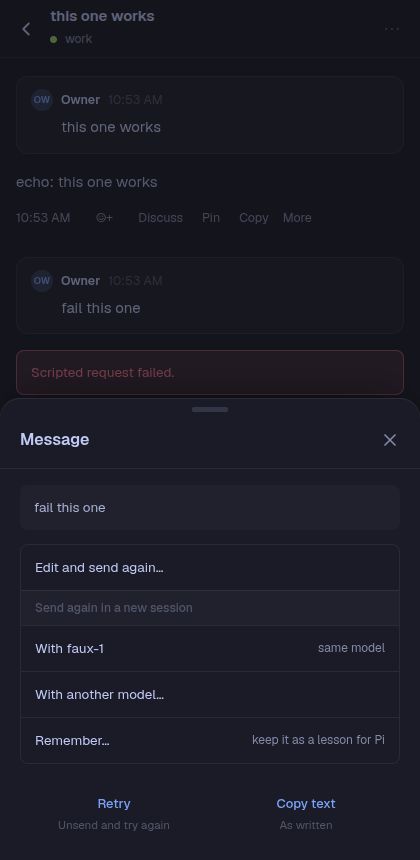 this one works
work
...
OW Owner 10:53 AM
this one works
echo: this one works
10:53 AM + Discuss Pin Copy More
OW Owner 10:53 AM
fail this one
Scripted request failed.
Message
fail this one
Edit and send again...
Send again in a new session
With faux-1 same model
With another model...
Remember... keep it as a lesson for Pi
Retry Copy text
Unsend and try again As written